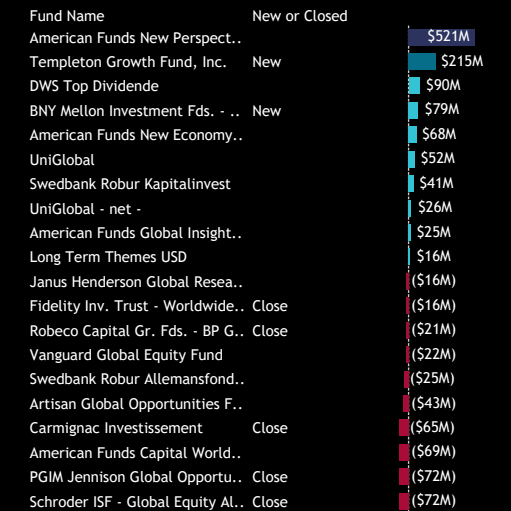 Fund Name New or Closed
American Funds New Perspect.. $521M
Templeton Growth Fund, Inc. New $215M
DWS Top Dividende $90M
BNY Mellon Investment Fds. - .. New $79M
American Funds New Economy.. $68M
UniGlobal $52M
Swedbank Robur Kapitalinvest $41M
UniGlobal - net - $26M
American Funds Global Insight.. $25M
Long Term Themes USD $16M
Janus Henderson Global Resea.. ($16M)
Fidelity Inv. Trust - Worldwide.. Close ($16M)
Robeco Capital Gr. Fds. - BP G.. Close ($21M)
Vanguard Global Equity Fund ($22M)
Swedbank Robur Allemansfond.. ($25M)
Artisan Global Opportunities F.. ($43M)
Carmignac Investissement Close ($65M)
American Funds Capital World.. ($69M)
PGIM Jennison Global Opportu.. Close ($72M)
Schroder ISF - Global Equity Al.. Close ($72M)